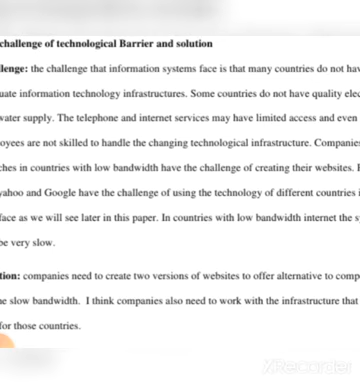 challenge of technological Barrier and solution
lenge: the challenge that information systems face is that many countries do not hav
uate information technology infrastructures. Some countries do not have quality elec
water supply. The telephone and internet services may have limited access and even
oyees are not skilled to handle the changing technological infrastructure. Companies
ches in countries with low bandwidth have the challenge of creating their websites.
yahoo and Google have the challenge of using the technology of different countries i
face as we will see later in this paper. In countries with low bandwidth internet the s
be very slow.
tion: companies need to create two versions of websites to offer alternative to comp
he slow bandwidth. I think companies also need to work with the infrastructure that
for those countries.
XRecorder